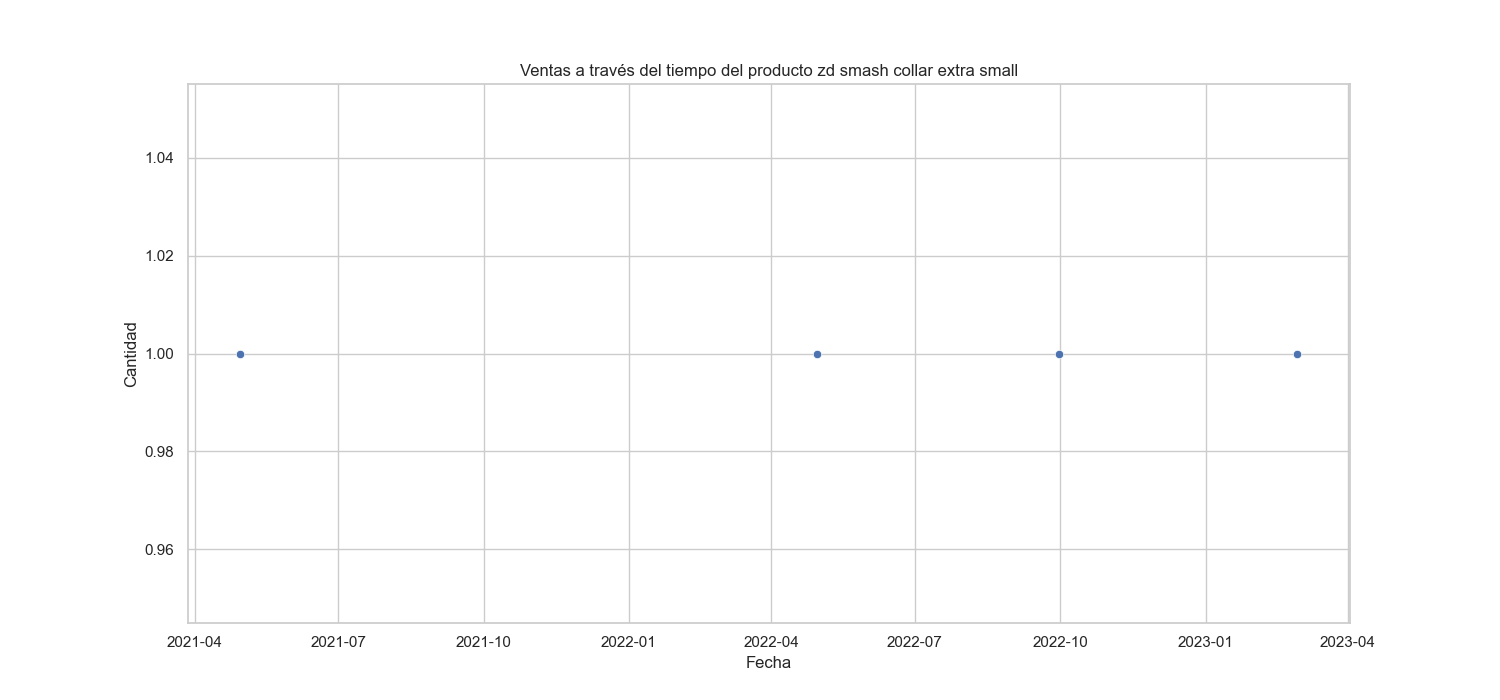 Ventas a través del tiempo del producto zd smash collar extra small
1.04
1.02
1.00
0.98
0.96
Cantidad
2021-04 2021-07 2021-10 2022-01 2022-04 2022-07 2022-10 2023-01 2023-04
Fecha